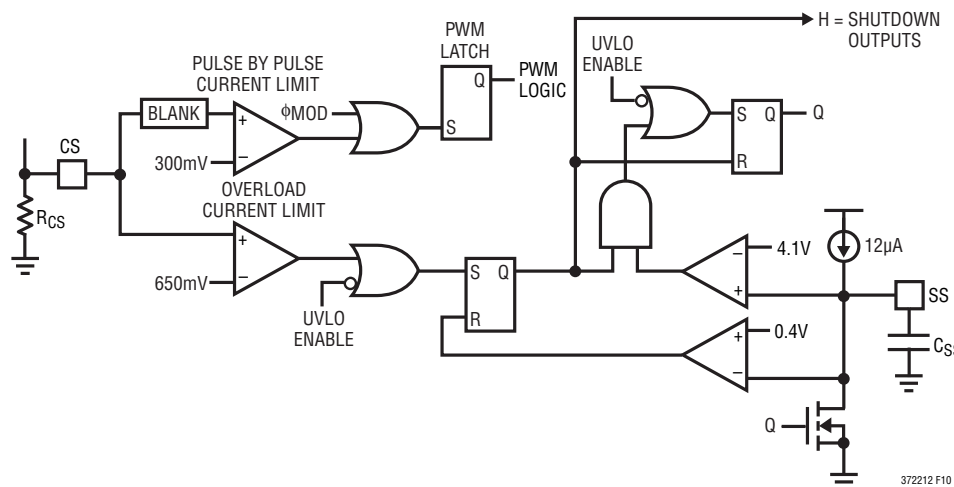 H = SHUTDOWN
OUTPUTS
PWM
LATCH
UVLO
ENABLE
PULSE BY PULSE
CURRENT LIMIT
Q
PWM
LOGIC
BLANK
+
ϕMOD
S
Q
Q
S
–
300mV
CS
R
OVERLOAD
CURRENT LIMIT
RCS
+
–
4.1V
12µA
650mV
–
S
Q
+
SS
UVLO
ENABLE
R
+
0.4V
CSS
–
Q
372212 F10